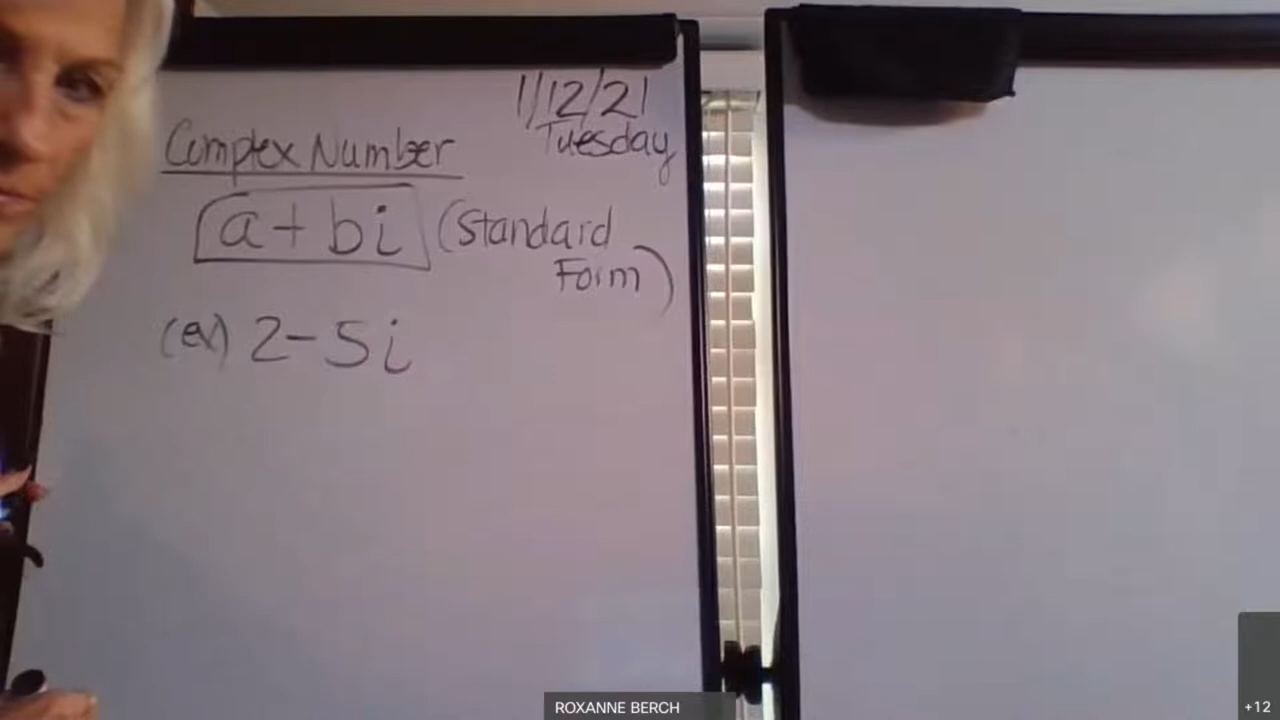 1/12/21
Tuesday
Complex Number
a + bi (Standard
Form)
(ex) 2 - 5i
ROXANNE BERCH
+12